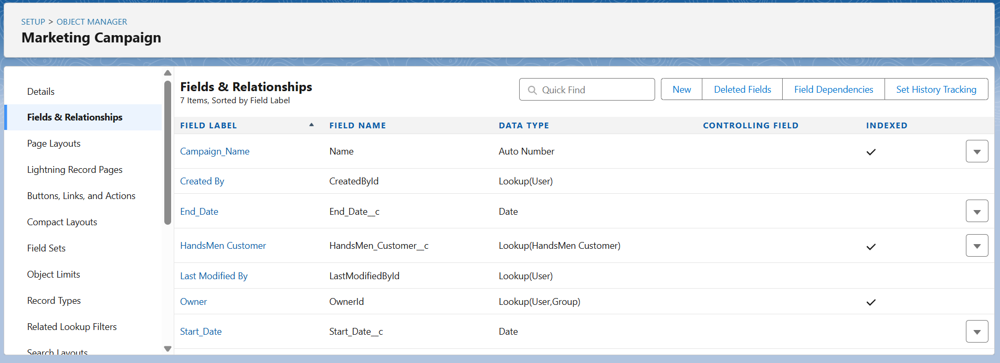 SETUP > OBJECT MANAGER
Marketing Campaign
Details
Fields & Relationships
Page Layouts
Lightning Record Pages
Buttons, Links, and Actions
Compact Layouts
Field Sets
Object Limits
Record Types
Related Lookup Filters
Search Layouts
Fields & Relationships
7 Items, Sorted by Field Label
Quick Find
New Deleted Fields Field Dependencies Set History Tracking
FIELD LABEL FIELD NAME DATA TYPE CONTROLLING FIELD INDEXED
Campaign_Name Name Auto Number
Created By CreatedById Lookup(User)
End_Date End_Date__c Date
HandsMen Customer HandsMen_Customer__c Lookup(HandsMen Customer)
Last Modified By LastModifiedById Lookup(User)
Owner OwnerId Lookup(User,Group)
Start_Date Start_Date__c Date